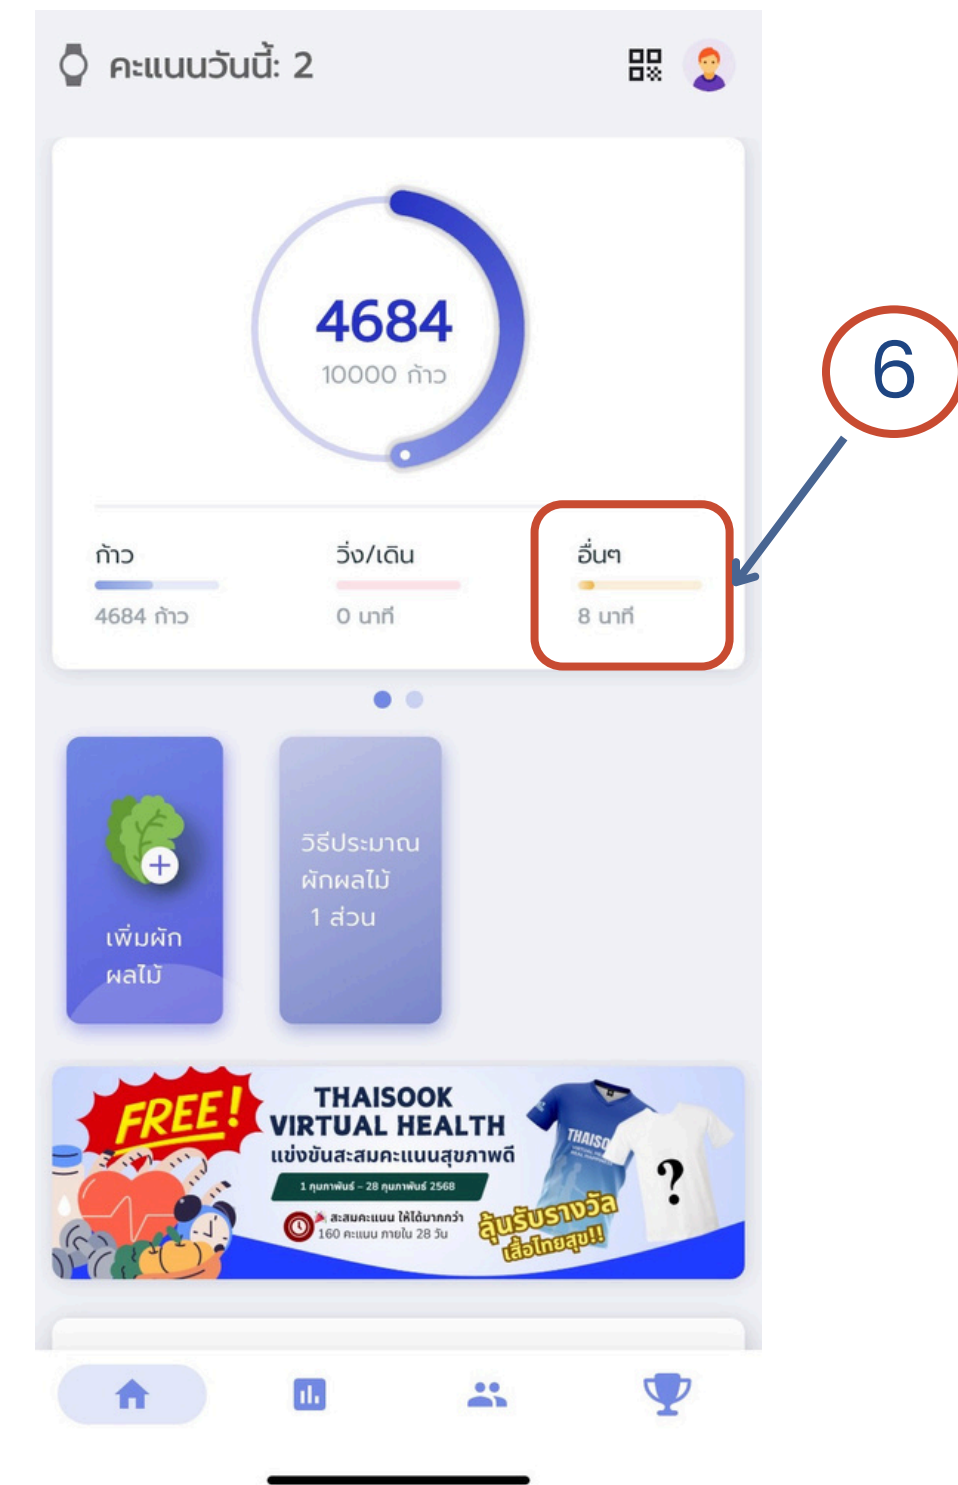 คะแนนวันนี้: 2
4684
10000 ก้าว
6
ก้าว
วิ่ง/เดิน
อื่นๆ
4684 ก้าว
0 นาที
8 นาที
เพิ่มผัก
ผลไม้
วิธีประมาณ
ผักผลไม้
1 ส่วน
FREE!
THAISOOK
VIRTUAL HEALTH
แข่งขันสะสมคะแนนสุขภาพดี
1 กุมภาพันธ์ – 28 กุมภาพันธ์ 2568
สะสมคะแนน ให้ได้มากกว่า
160 คะแนน ภายใน 28 วัน
THAISO
?
ลุ้นรับรางวัล
เสื้อไทยสุข!!